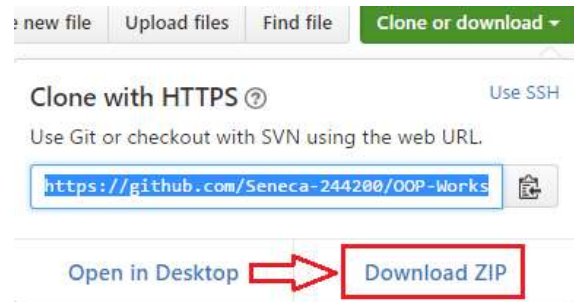 new file Upload files Find file Clone or download
Clone with HTTPS Use SSH
Use Git or checkout with SVN using the web URL.
https://github.com/Seneca-244200/OOP-Works
Open in Desktop Download ZIP